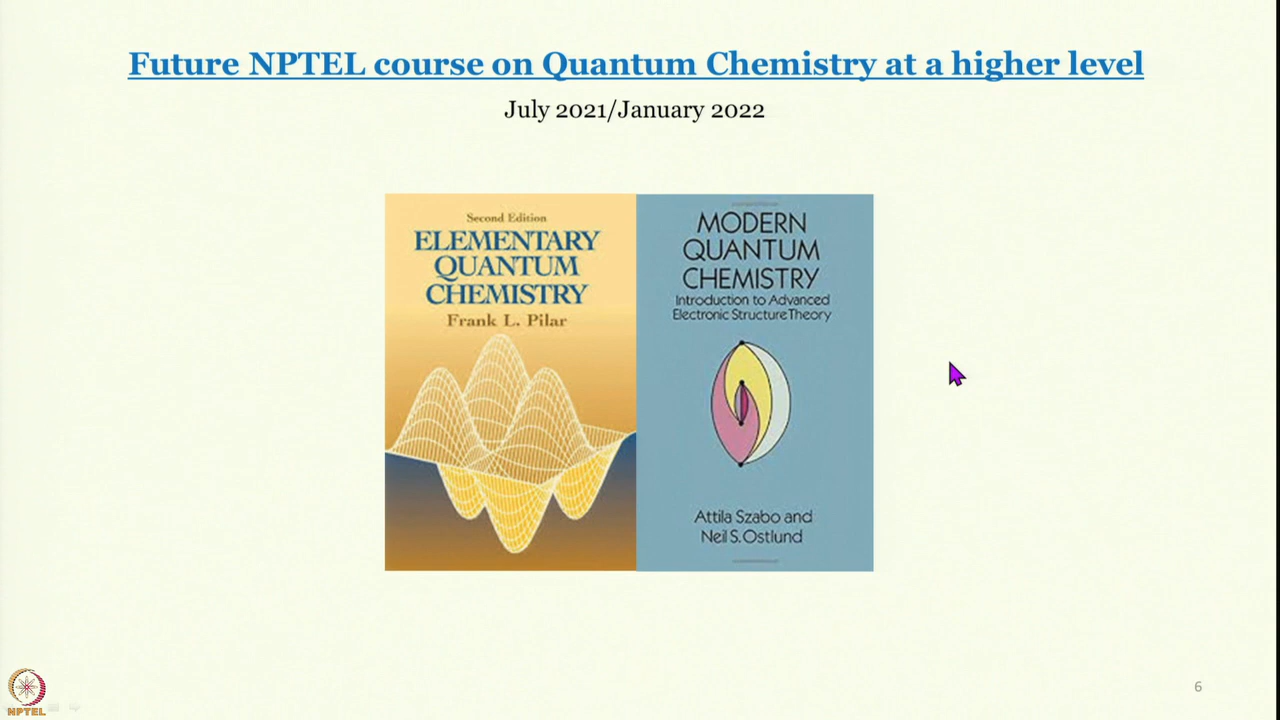 Future NPTEL course on Quantum Chemistry at a higher level
July 2021/January 2022
Second Edition
ELEMENTARY
QUANTUM
CHEMISTRY
Frank L. Pilar
MODERN
QUANTUM
CHEMISTRY
Introduction to Advanced
Electronic Structure Theory
Attila Szabo and
Neil S. Ostlund
NPTEL
6